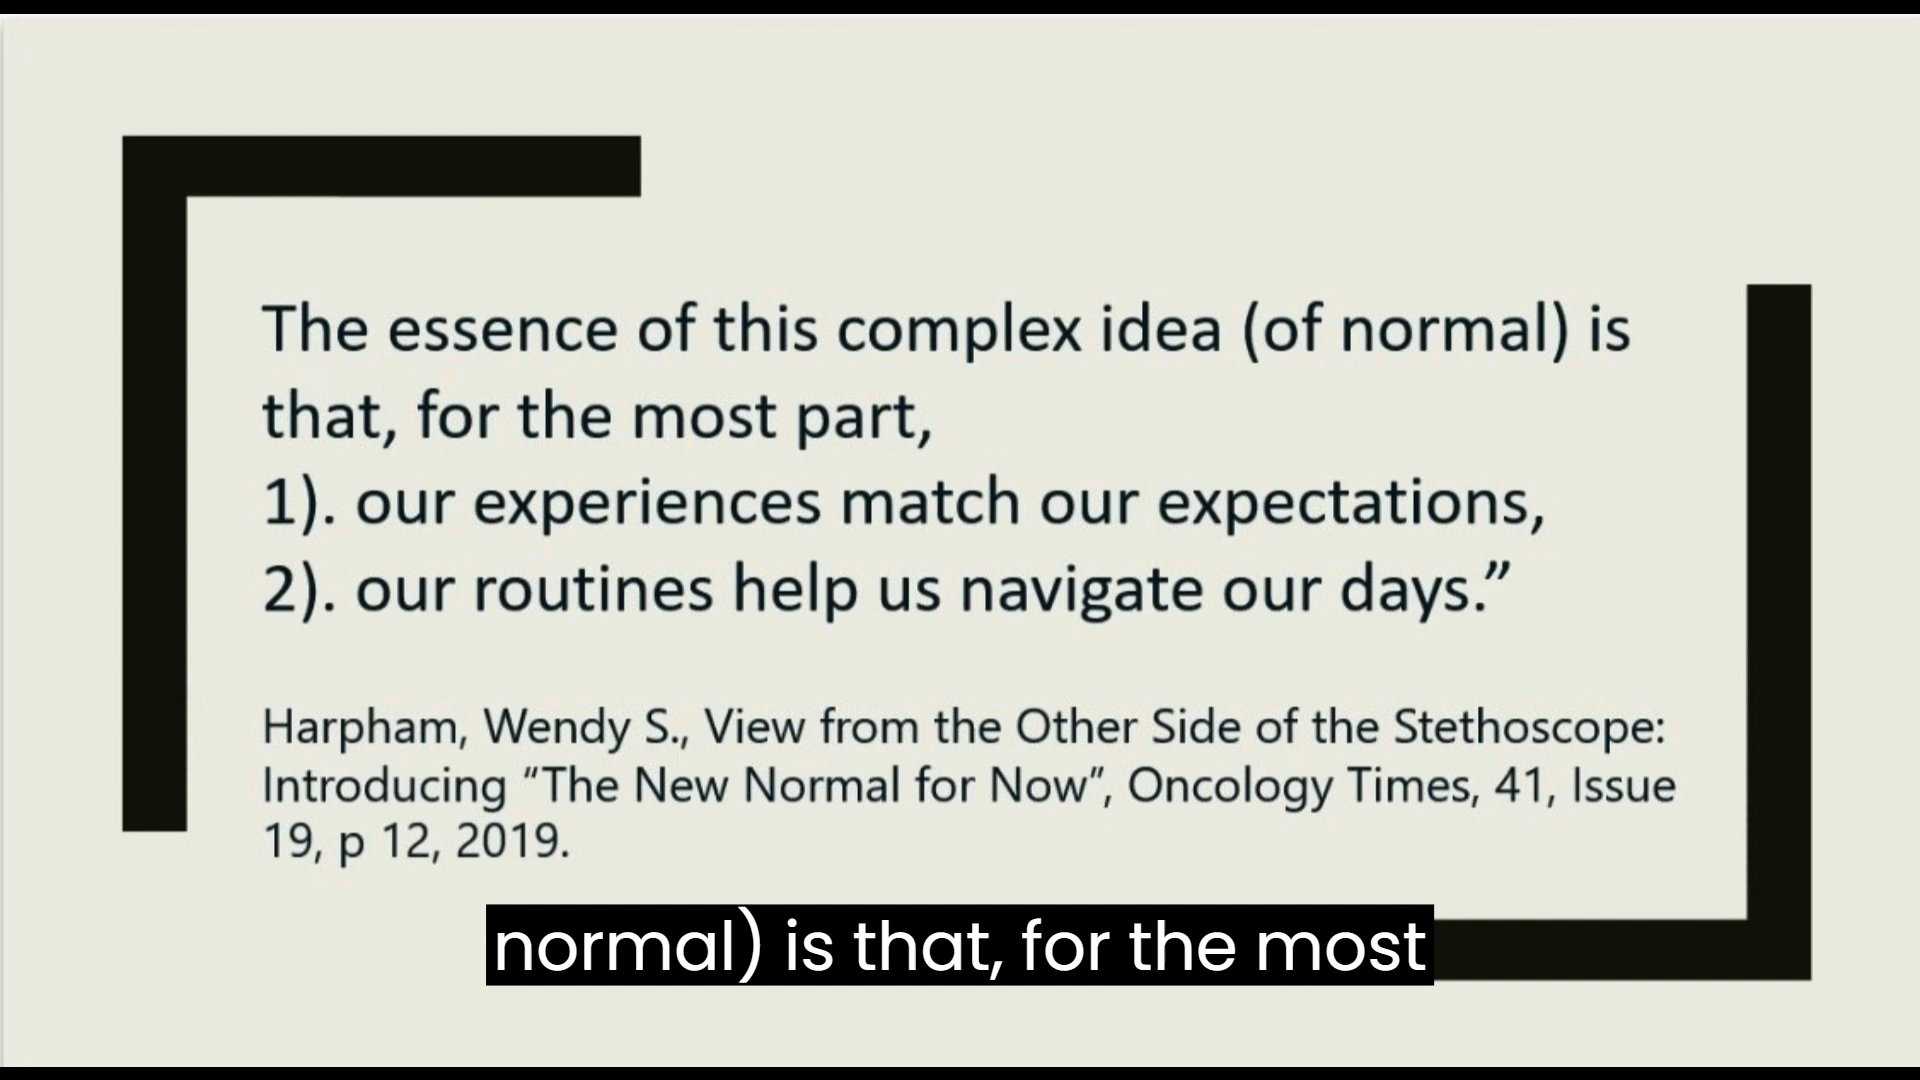 The essence of this complex idea (of normal) is
that, for the most part,
1). our experiences match our expectations,
2). our routines help us navigate our days.”
Harpham, Wendy S., View from the Other Side of the Stethoscope:
Introducing “The New Normal for Now”, Oncology Times, 41, Issue
19, p 12, 2019.
normal) is that, for the most